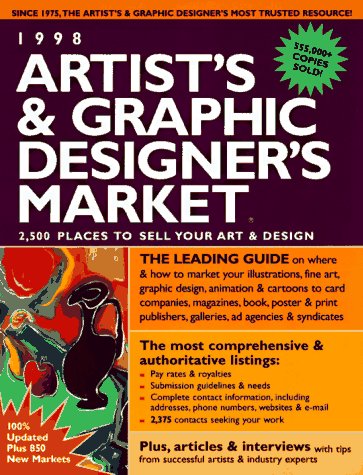 SINCE 1975, THE ARTIST'S & GRAPHIC DESIGNER'S MOST TRUSTED RESOURCE!
1998
555,000+
COPIES
SOLD!
ARTIST'S
& GRAPHIC
DESIGNER'S
MARKET®
2,500 PLACES TO SELL YOUR ART & DESIGN
THE LEADING GUIDE on where
& how to market your illustrations, fine art,
graphic design, animation & cartoons to card
companies, magazines, book, poster & print
publishers, galleries, ad agencies & syndicates
The most comprehensive &
authoritative listings:
• Pay rates & royalties
• Submission guidelines & needs
• Complete contact information, including
addresses, phone numbers, websites & e-mail
• 2,375 contacts seeking your work
100%
Updated
Plus 850
New Markets
Plus, articles & interviews with tips
from successful artists & industry experts